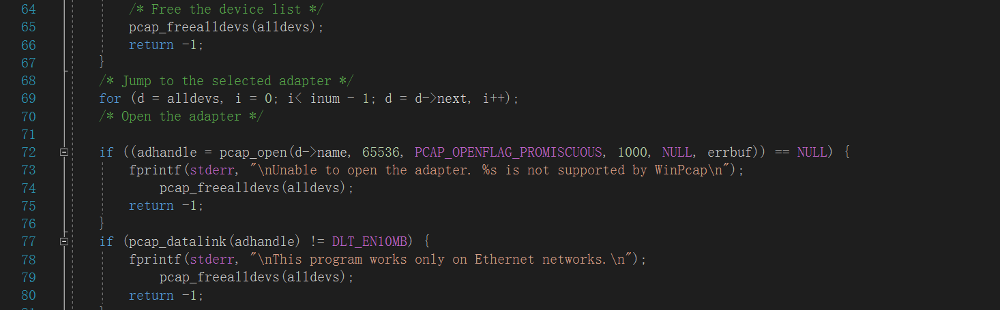 64 /* Free the device list */
65 pcap_freealldevs(alldevs);
66 return -1;
67 }
68 /* Jump to the selected adapter */
69 for (d = alldevs, i = 0; i< inum - 1; d = d->next, i++);
70 /* Open the adapter */
71
72 if ((adhandle = pcap_open(d->name, 65536, PCAP_OPENFLAG_PROMISCUOUS, 1000, NULL, errbuf)) == NULL) {
73 fprintf(stderr, "\nUnable to open the adapter. %s is not supported by WinPcap\n");
74 pcap_freealldevs(alldevs);
75 return -1;
76 }
77 if (pcap_datalink(adhandle) != DLT_EN10MB) {
78 fprintf(stderr, "\nThis program works only on Ethernet networks.\n");
79 pcap_freealldevs(alldevs);
80 return -1;